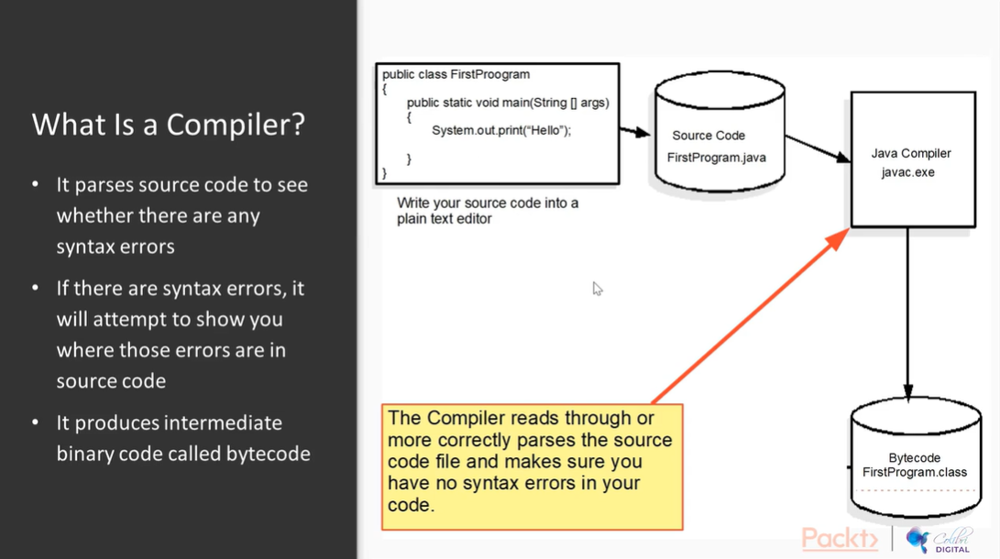 What Is a Compiler?
• It parses source code to see
whether there are any
syntax errors
• If there are syntax errors, it
will attempt to show you
where those errors are in
source code
• It produces intermediate
binary code called bytecode
public class FirstProogram
{
public static void main(String [] args)
{
System.out.print(“Hello”);
}
}
Write your source code into a
plain text editor
Source Code
FirstProgram.java
Java Compiler
javac.exe
The Compiler reads through or
more correctly parses the source
code file and makes sure you
have no syntax errors in your
code.
Bytecode
FirstProgram.class
Packt>
Colibri
DIGITAL